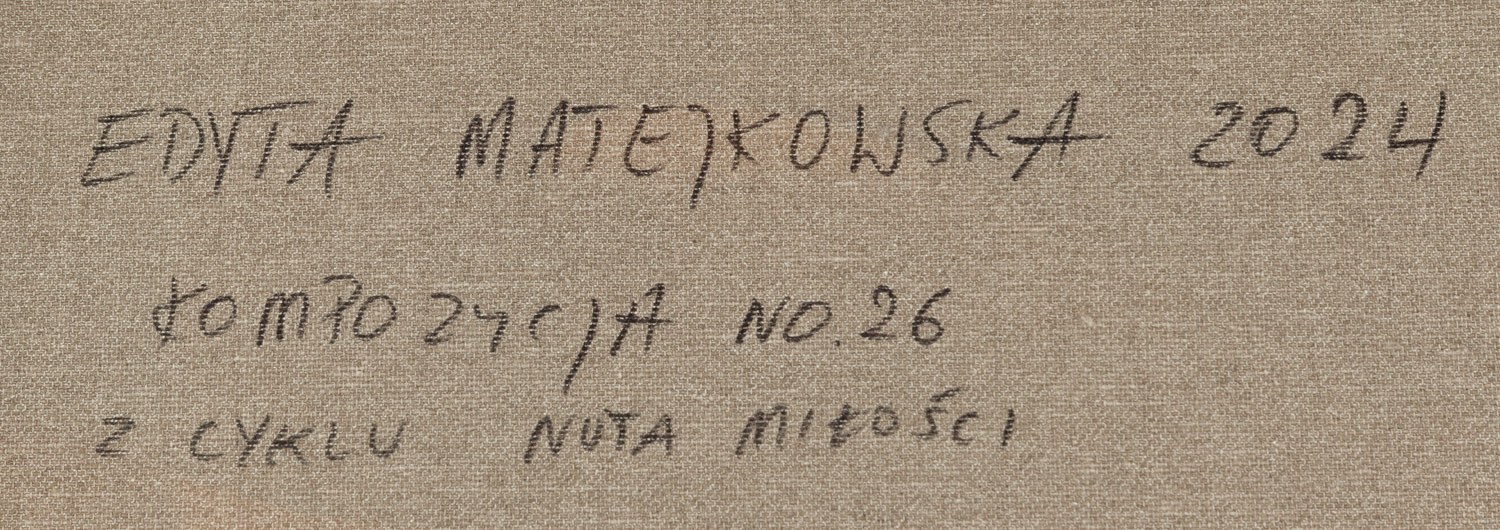 EDYTA MATEJKOWSKA 2024
KOMPOZYCJA NO. 26
Z CYKLU NUTA MIŁOŚCI